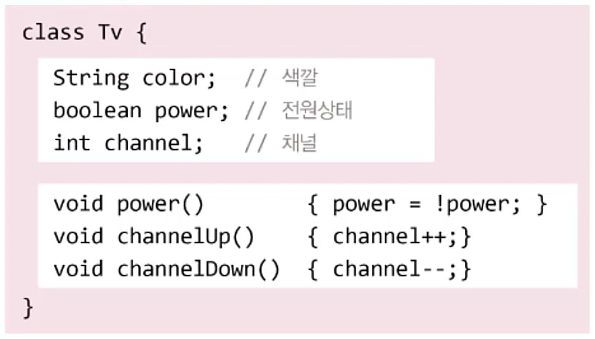 class Tv {
String color; // 색깔
boolean power; // 전원상태
int channel; // 채널
void power() { power = !power; }
void channelUp() { channel++;}
void channelDown() { channel--;}
}